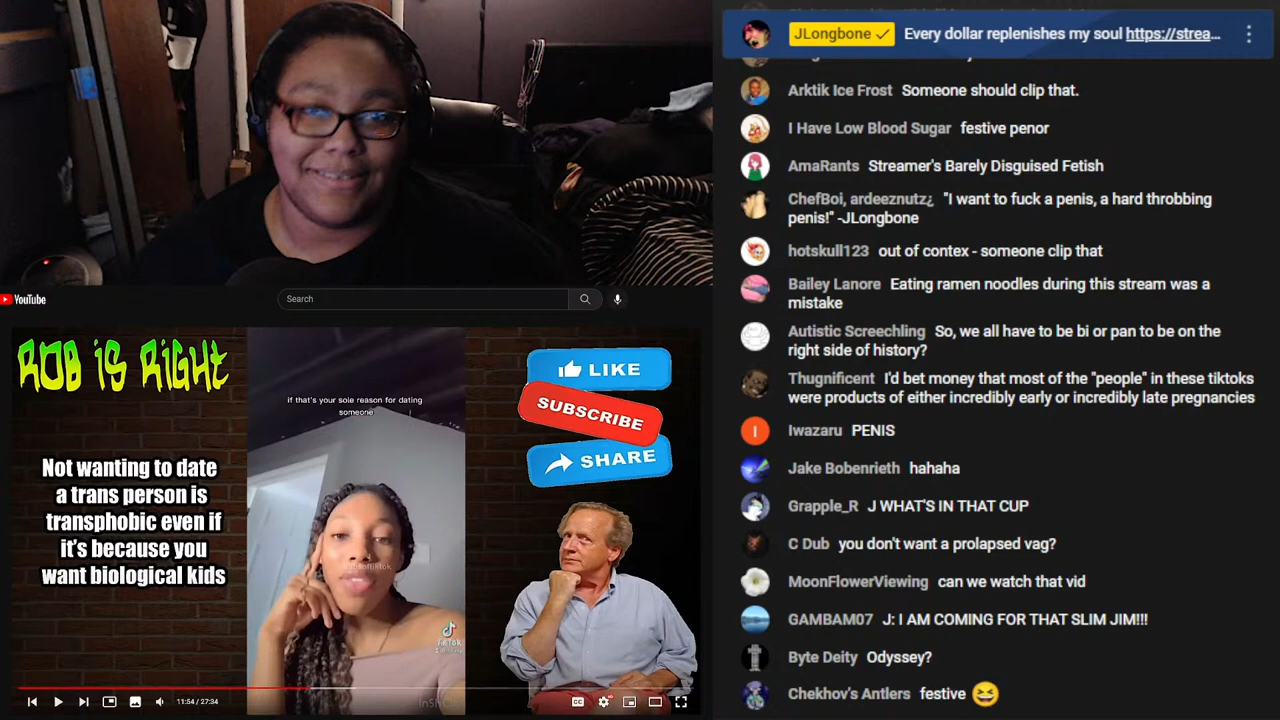 JLongbone Every dollar replenishes my soul https://strea...
Arktik Ice Frost Someone should clip that.
I Have Low Blood Sugar festive penor
AmaRants Streamer's Barely Disguised Fetish
ChefBoi, ardeeznutz¿ "I want to fuck a penis, a hard throbbing
penis!" -JLongbone
hotskull123 out of contex - someone clip that
Bailey Lanore Eating ramen noodles during this stream was a
mistake
Autistic Screechling So, we all have to be bi or pan to be on the
right side of history?
Thugnificent I'd bet money that most of the "people" in these tiktoks
were products of either incredibly early or incredibly late pregnancies
Iwazaru PENIS
Jake Bobenrieth hahaha
Grapple_R J WHAT'S IN THAT CUP
C Dub you don't want a prolapsed vag?
MoonFlowerViewing can we watch that vid
GAMBAM07 J: I AM COMING FOR THAT SLIM JIM!!!
Byte Deity Odyssey?
Chekhov's Antlers festive 😆
YouTube
Search
ROB iS RiGHT
Not wanting to date
a trans person is
transphobic even if
it's because you
want biological kids
if that's your sole reason for dating
someone
TikTok
InSh
LIKE
SUBSCRIBE
SHARE
11:54 / 27:34
CC
I